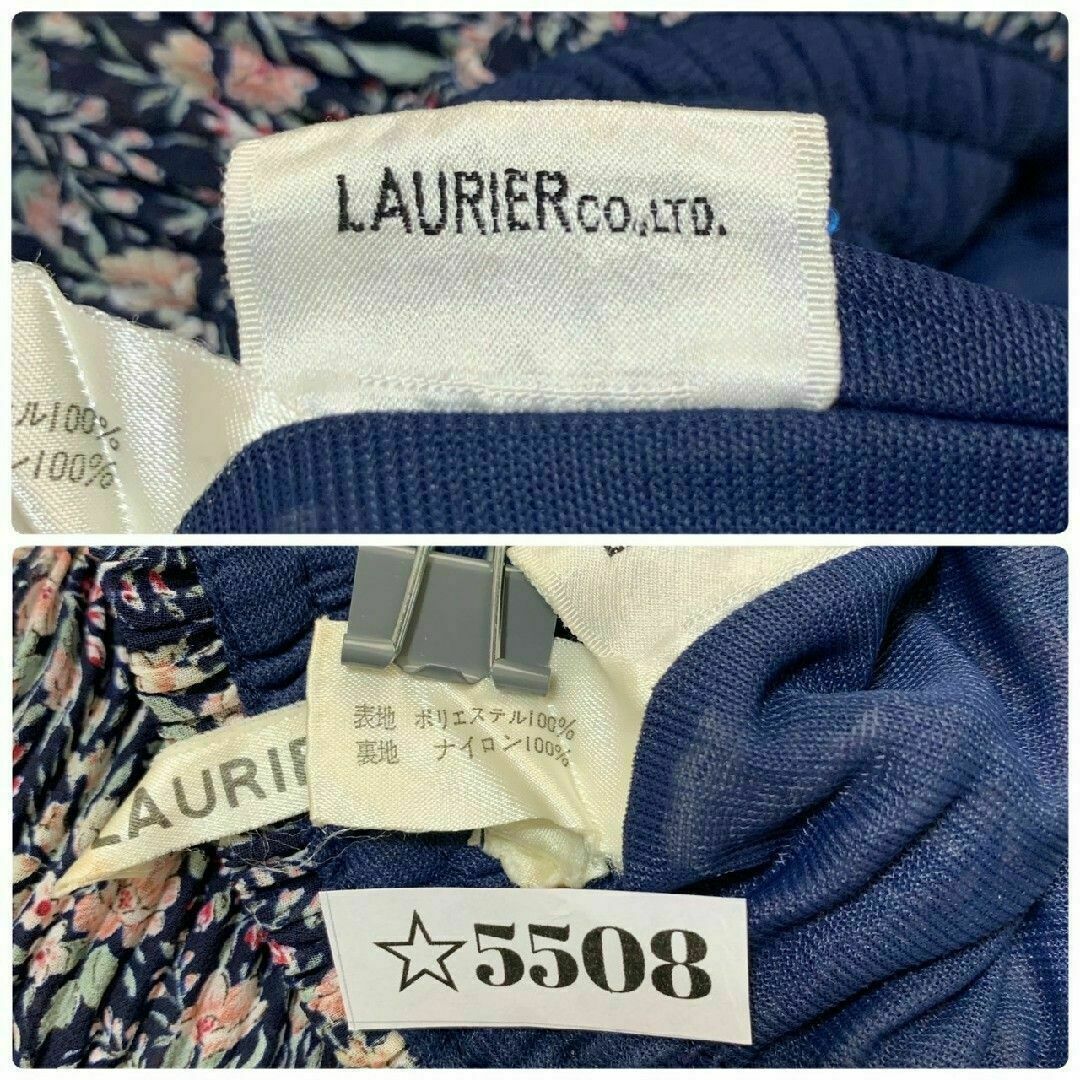 LAURIER CO.,LTD.
ル100%
ン100%
表地 ポリエステル100%
裏地 ナイロン100%
LAURIE
☆5508